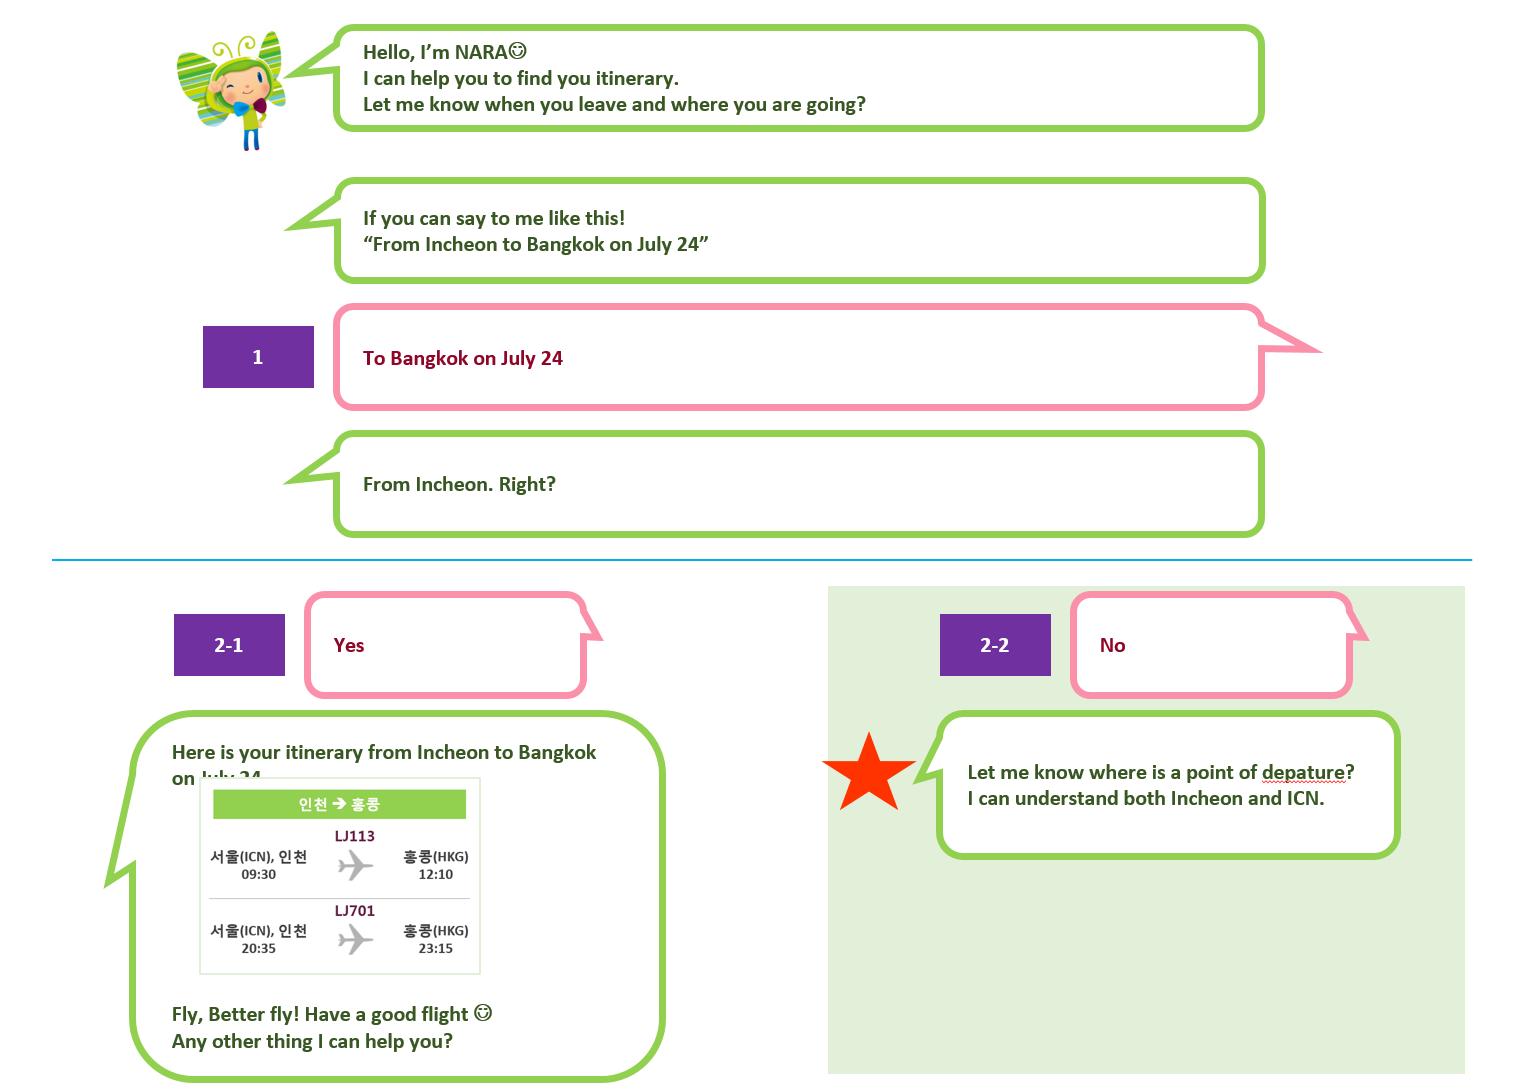 Hello, I’m NARA☺
I can help you to find you itinerary.
Let me know when you leave and where you are going?
If you can say to me like this!
“From Incheon to Bangkok on July 24”
1
To Bangkok on July 24
From Incheon. Right?
2-1
Yes
Here is your itinerary from Incheon to Bangkok
on July 24
인천 ➔ 홍콩
LJ113
서울(ICN), 인천
홍콩(HKG)
09:30
12:10
LJ701
서울(ICN), 인천
홍콩(HKG)
20:35
23:15
Fly, Better fly! Have a good flight ☺
Any other thing I can help you?
2-2
No
Let me know where is a point of depature?
I can understand both Incheon and ICN.